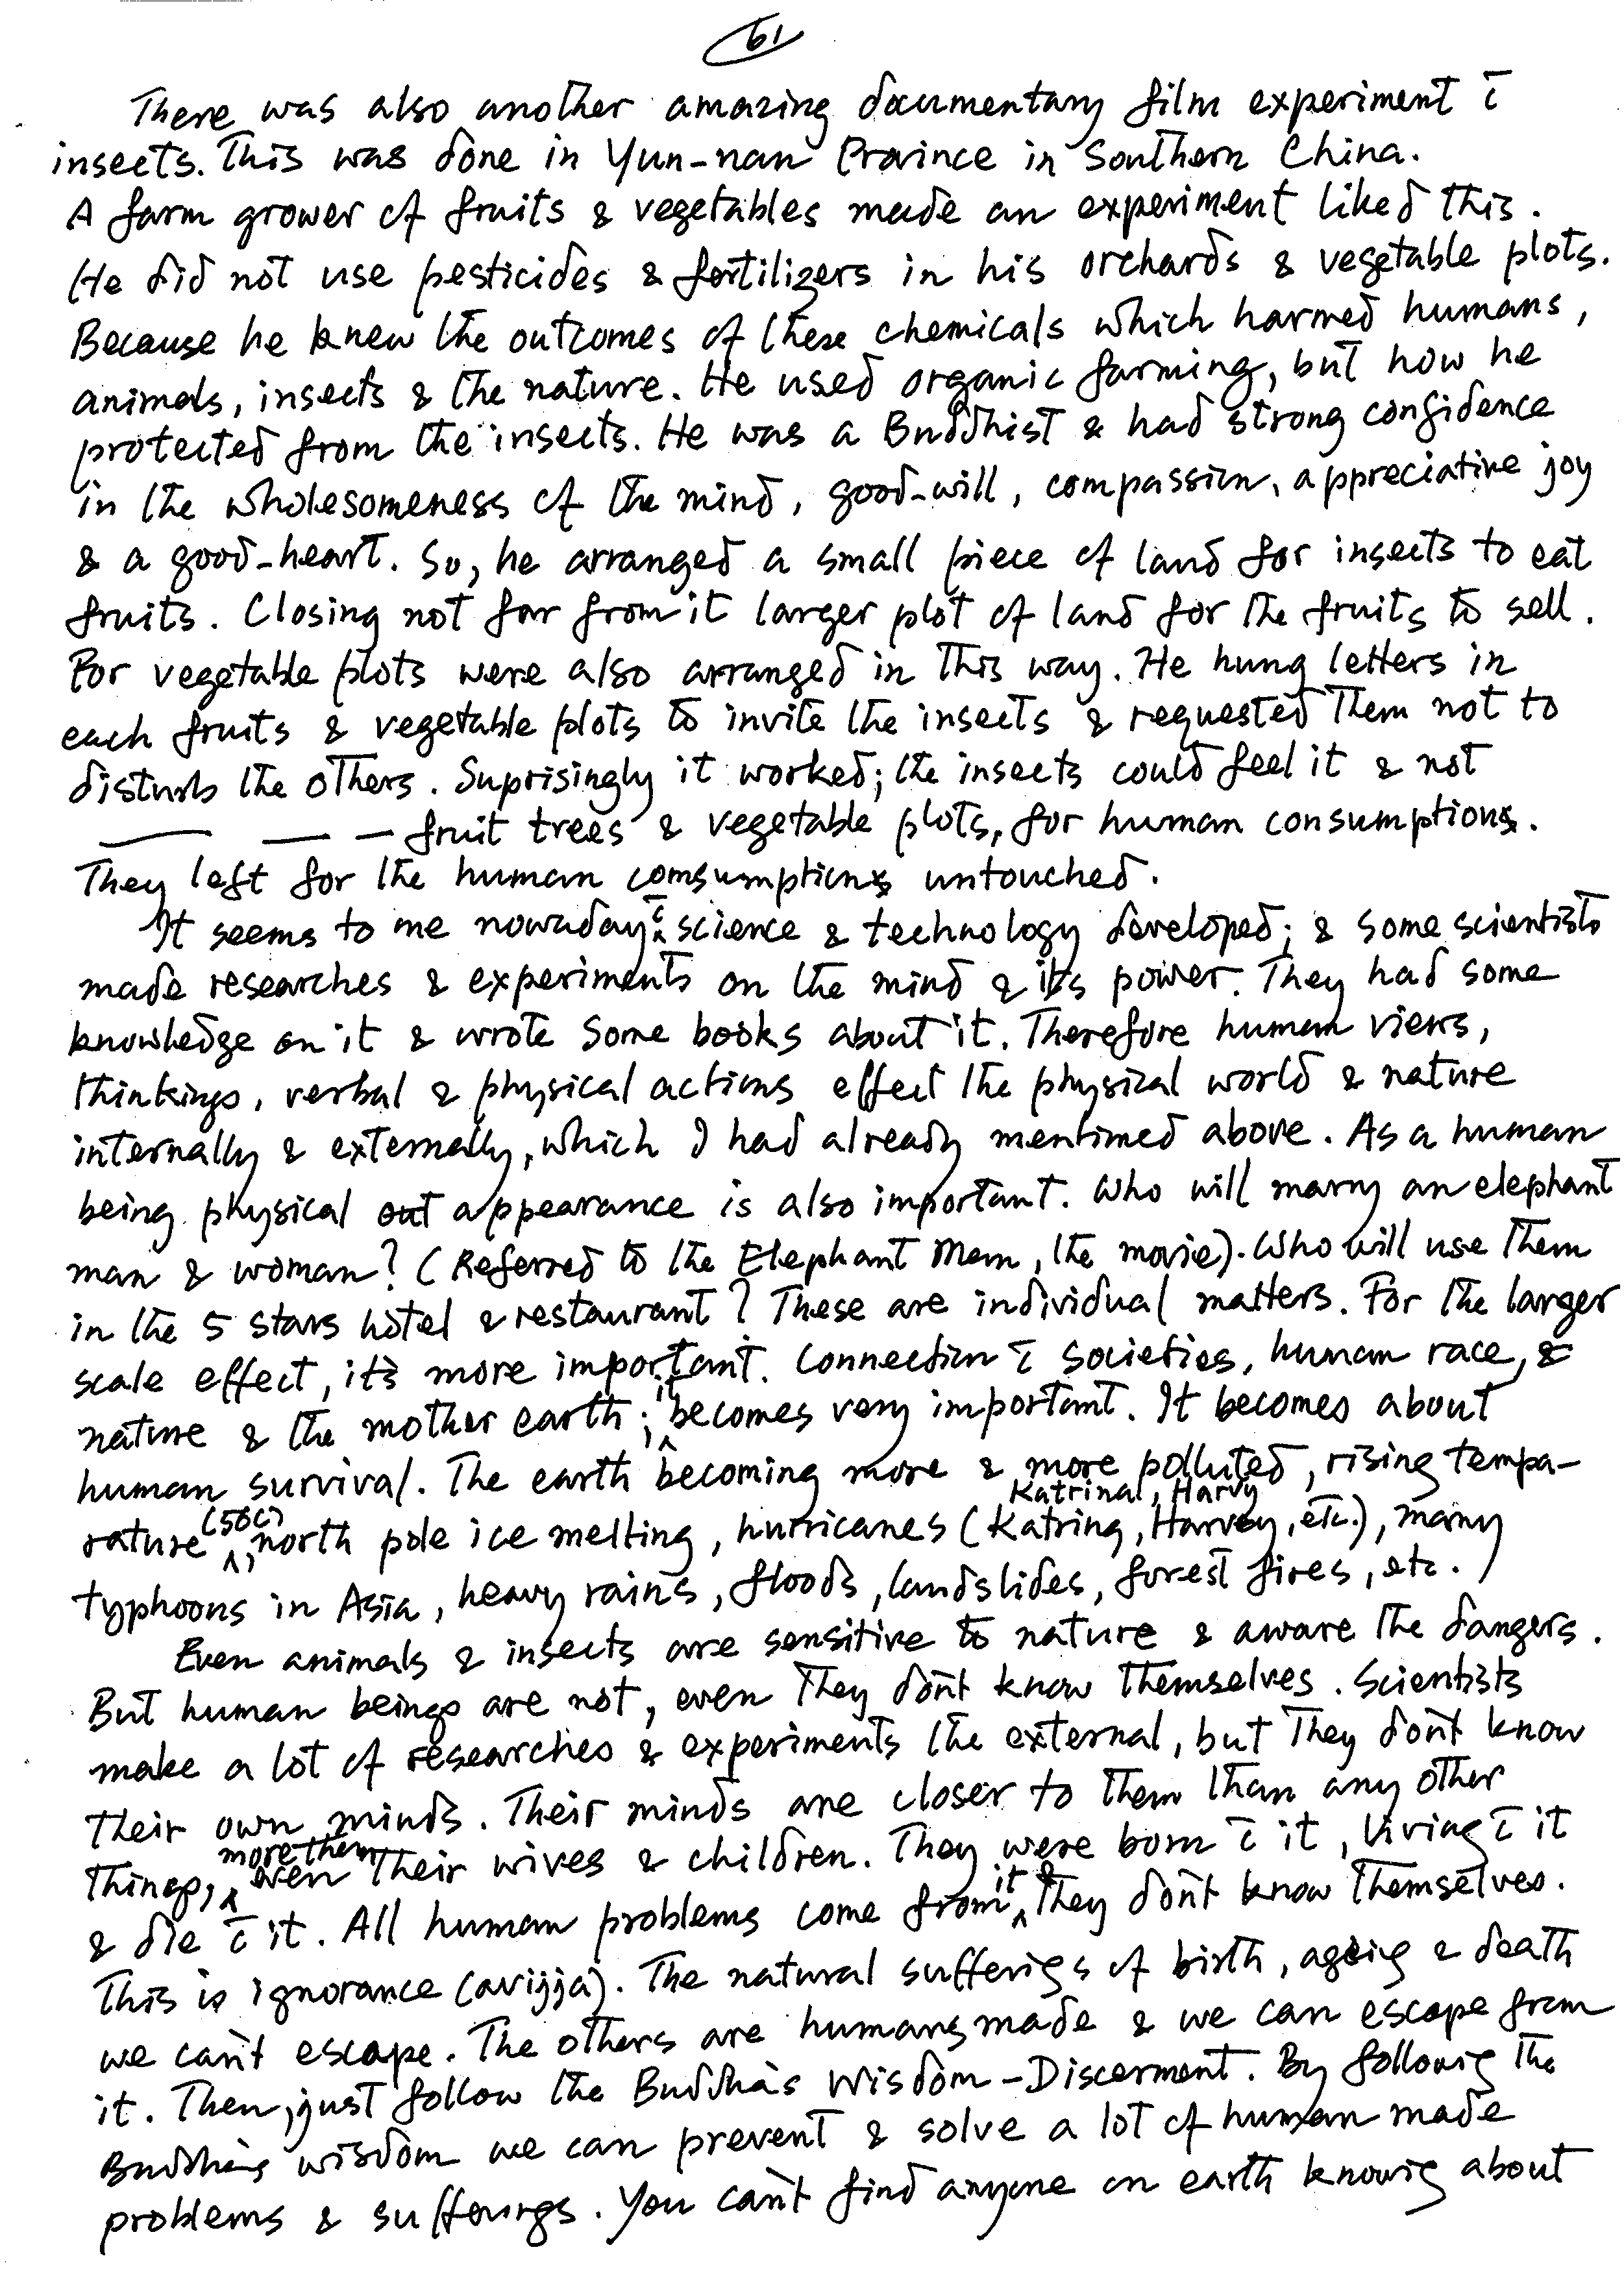 61
There was also another amazing documentary film experiment c̄
insects. This was done in Yun-nan Province in Southern China.
A farm grower of fruits & vegetables made an experiment liked this.
He did not use pesticides & fertilizers in his orchards & vegetable plots.
Because he knew the outcomes of these chemicals which harmed humans,
animals, insects & the nature. He used organic farming, but how he
protected from the insects. He was a Buddhist & had strong confidence
in the wholesomeness of the mind, good-will, compassion, appreciative joy
& a good-heart. So, he arranged a small piece of land for insects to eat
fruits. Closing not far from it larger plot of land for the fruits to sell.
For vegetable plots were also arranged in this way. He hung letters in
each fruits & vegetable plots to invite the insects & requested them not to
disturb the others. Suprisingly it worked; the insects could feel it & not
—— — — fruit trees & vegetable plots, for human consumptions.
They left for the human comsumptions untouched.
It seems to me nowaday c̄ science & technology developed; & some scientists
made researches & experiments on the mind & its power. They had some
knowledge on it & wrote some books about it. Therefore human views,
thinkings, verbal & physical actions effect the physical world & nature
internally & externally, which I had already mentioned above. As a human
being physical out appearance is also important. Who will marry an elephant
man & woman? (Referred to the Elephant Man, the movie). Who will use them
in the 5 stars hotel & restaurant? These are individual matters. For the larger
scale effect, it's more important. Connection c̄ societies, human race, &
nature & the mother earth; it becomes very important. It becomes about
human survival. The earth becoming more & more polluted, rising tempa-
Katrinal, Harvy
rature (50C), north pole ice melting, hurricanes (Katring, Harvey, etc.), many
typhoons in Asia, heavy rains, floods, landslides, forest fires, etc.
Even animals & insects are sensitive to nature & aware the dangers.
But human beings are not, even they don't know themselves. Scientists
make a lot of researches & experiments the external, but they don't know
their own minds. Their minds are closer to them than any other
things, more them even their wives & children. They were born c̄ it, living c̄ it
& die c̄ it. All human problems come from it & they don't know themselves.
This is ignorance (avijjā). The natural sufferigs of birth, ageig & death
we can't escape. The others are humans made & we can escape from
it. Then, just follow the Buddha's Wisdom-Discernment. By followig the
Buddha's wisdom we can prevent & solve a lot of human made
problems & sufferings. You can't find anyone on earth knowig about